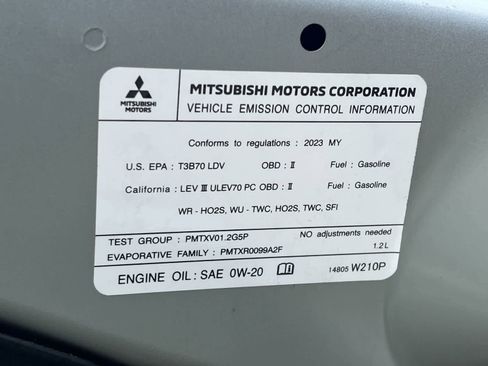 MITSUBISHI MOTORS CORPORATION
MITSUBISHI
MOTORS
VEHICLE EMISSION CONTROL INFORMATION
Conforms to regulations : 2023 MY
U.S. EPA : T3B70 LDV OBD : II Fuel : Gasoline
California : LEV III ULEV70 PC OBD : II Fuel : Gasoline
WR - HO2S, WU - TWC, HO2S, TWC, SFI
TEST GROUP : PMTXV01.2G5P No adjustments needed
EVAPORATIVE FAMILY : PMTXR0099A2F 1.2 L
ENGINE OIL : SAE 0W-20 14805 W210P